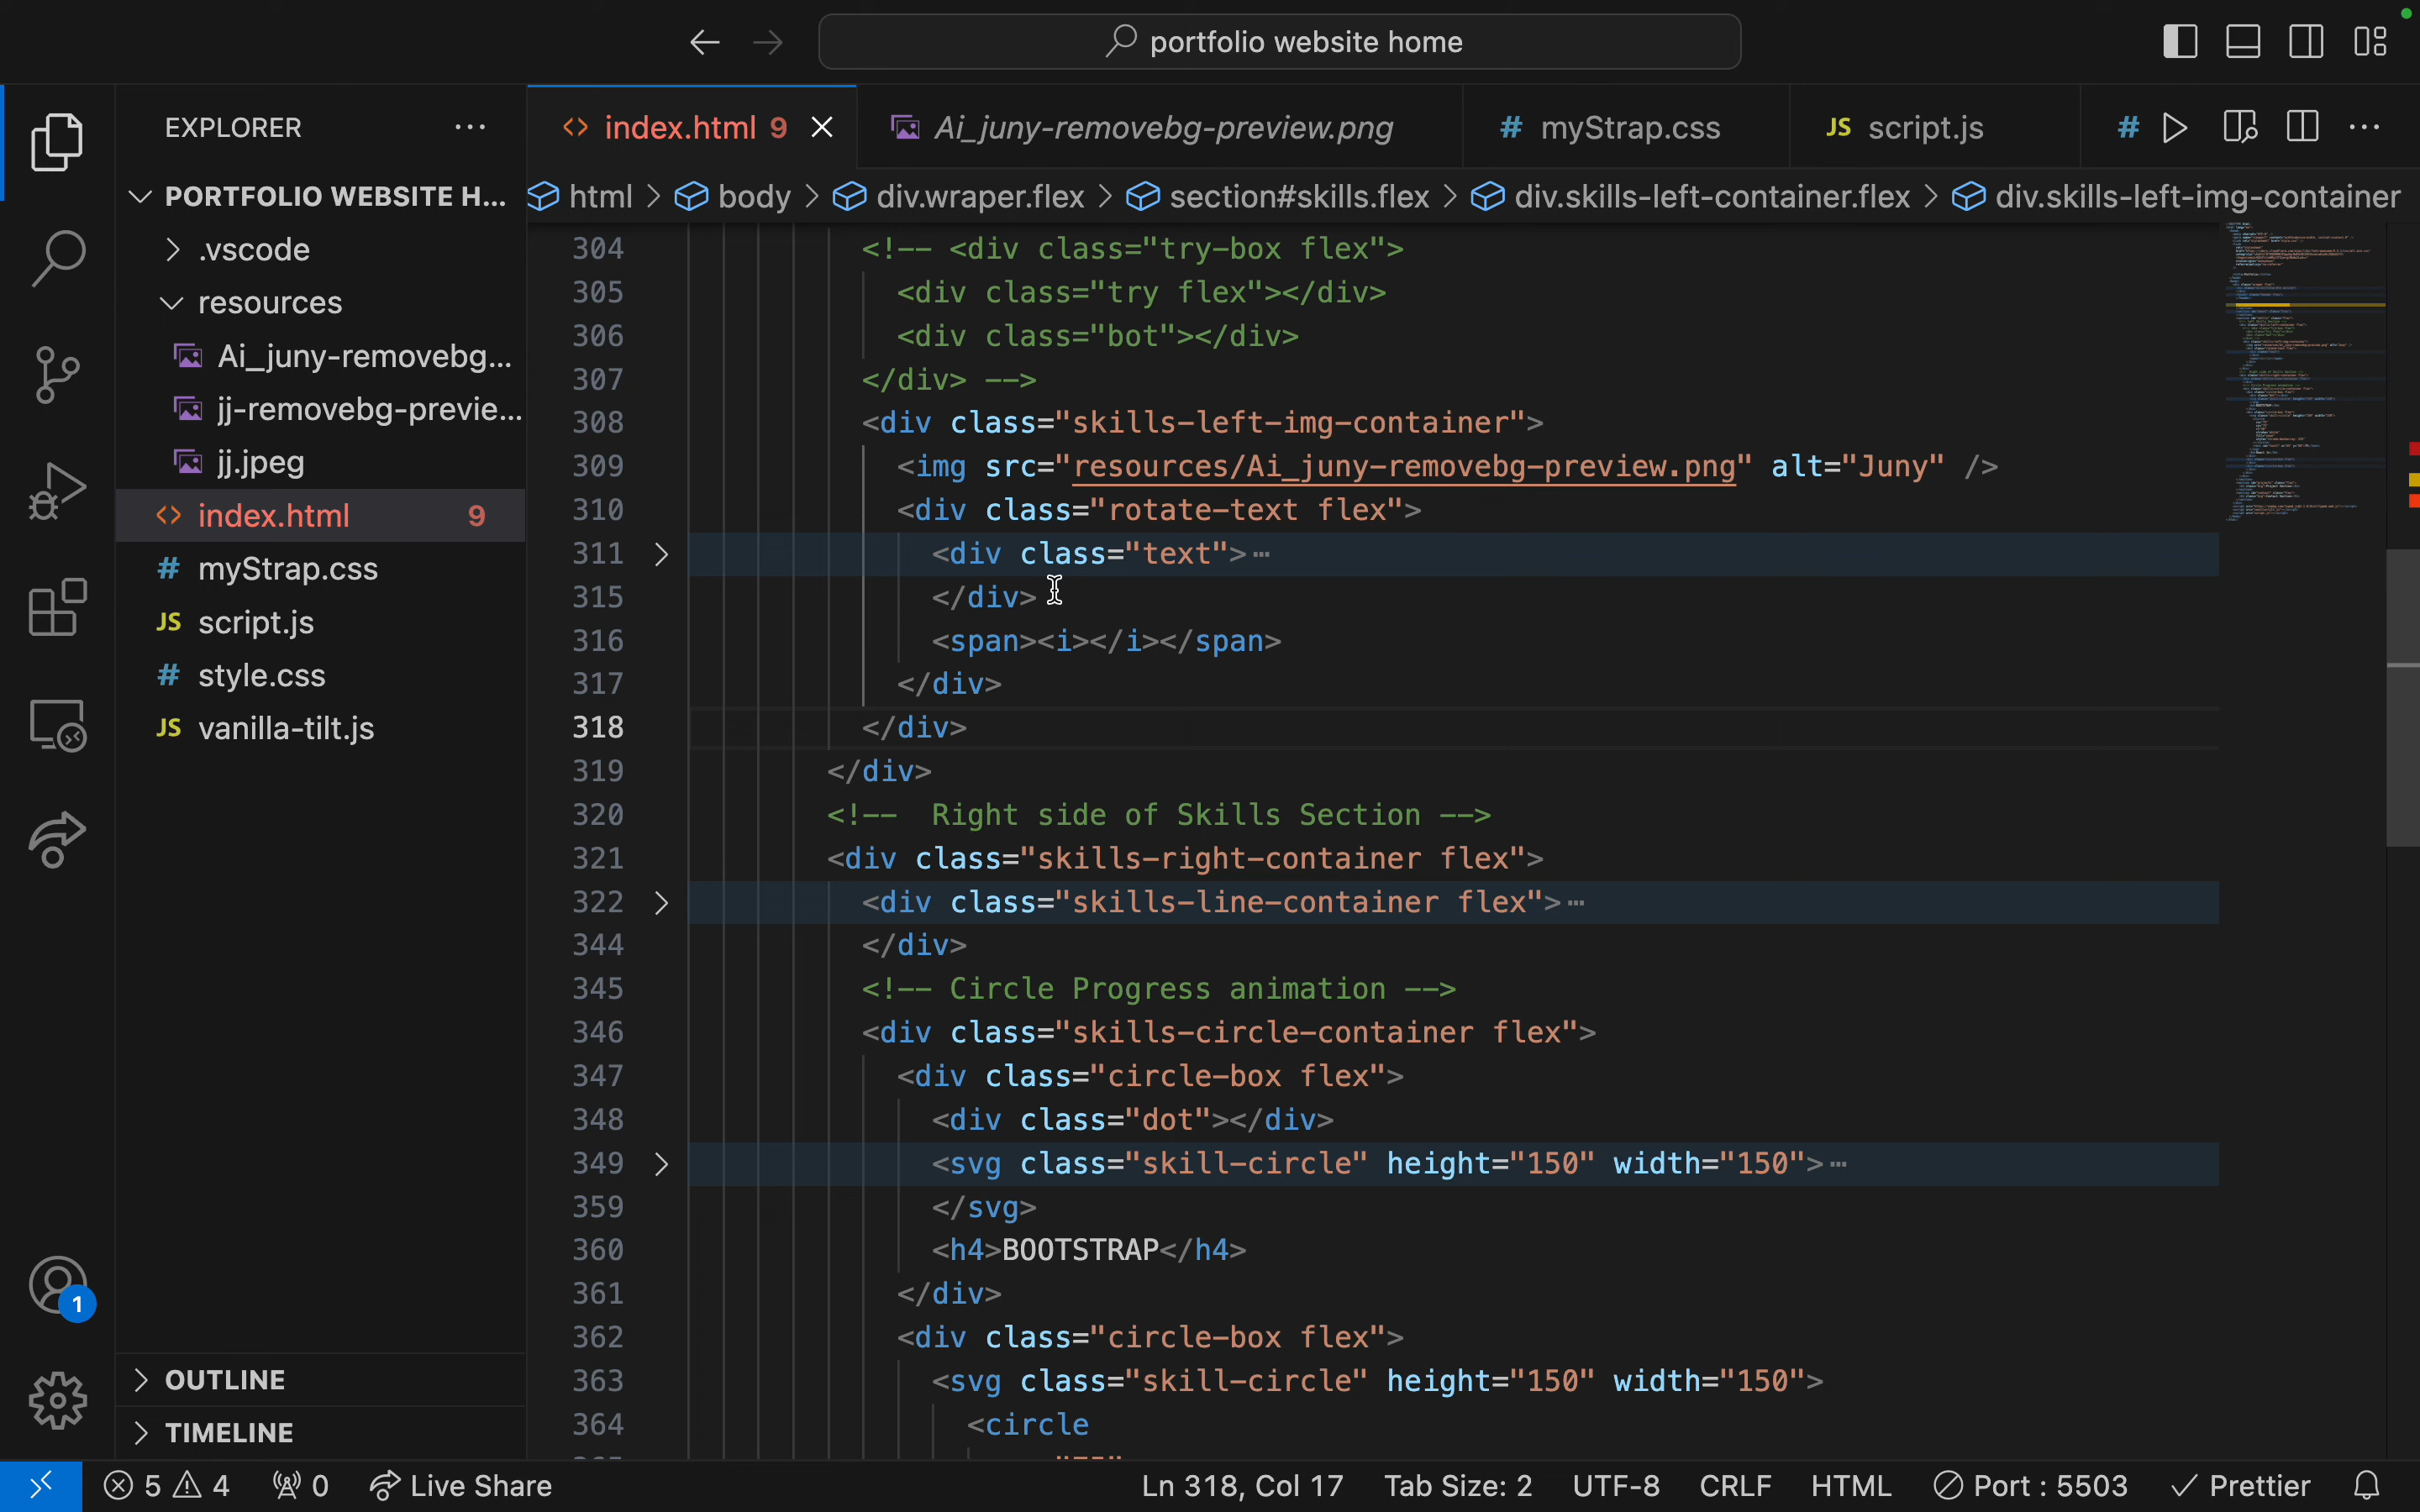 portfolio website home
EXPLORER
index.html 9
Ai_juny-removebg-preview.png
# myStrap.css
JS script.js
#
PORTFOLIO WEBSITE H...
html > body > div.wraper.flex > section#skills.flex > div.skills-left-container.flex > div.skills-left-img-container
.vscode
resources
Ai_juny-removebg...
jj-removebg-previe...
jj.jpeg
index.html 9
# myStrap.css
JS script.js
# style.css
JS vanilla-tilt.js
OUTLINE
TIMELINE
1
304 <!-- <div class="try-box flex">
305 <div class="try flex"></div>
306 <div class="bot"></div>
307 </div> -->
308 <div class="skills-left-img-container">
309 <img src="resources/Ai_juny-removebg-preview.png" alt="Juny" />
310 <div class="rotate-text flex">
311 <div class="text">…
315 </div>
316 <span><i></i></span>
317 </div>
318 </div>
319 </div>
320 <!--  Right side of Skills Section -->
321 <div class="skills-right-container flex">
322 <div class="skills-line-container flex">…
344 </div>
345 <!-- Circle Progress animation -->
346 <div class="skills-circle-container flex">
347 <div class="circle-box flex">
348 <div class="dot"></div>
349 <svg class="skill-circle" height="150" width="150">…
359 </svg>
360 <h4>BOOTSTRAP</h4>
361 </div>
362 <div class="circle-box flex">
363 <svg class="skill-circle" height="150" width="150">
364 <circle
5 4 0 Live Share Ln 318, Col 17 Tab Size: 2 UTF-8 CRLF HTML Port : 5503 Prettier